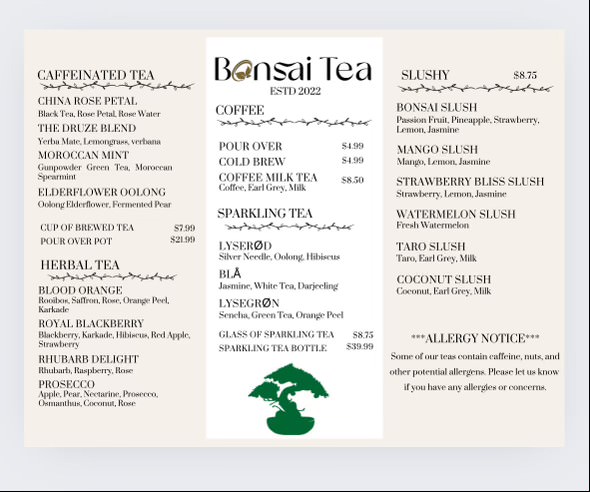 CAFFEINATED TEA
CHINA ROSE PETAL
Black Tea, Rose Petal, Rose Water
THE DRUZE BLEND
Yerba Mate, Lemongrass, verbana
MOROCCAN MINT
Gunpowder Green Tea, Moroccan
Spearmint
ELDERFLOWER OOLONG
Oolong Elderflower, Fermented Pear
CUP OF BREWED TEA $7.99
POUR OVER POT $21.99
HERBAL TEA
BLOOD ORANGE
Rooibos, Saffron, Rose, Orange Peel,
Karkade
ROYAL BLACKBERRY
Blackberry, Karkade, Hibiscus, Red Apple,
Strawberry
RHUBARB DELIGHT
Rhubarb, Raspberry, Rose
PROSECCO
Apple, Pear, Nectarine, Prosecco,
Osmanthus, Coconut, Rose
Bonsai Tea
ESTD 2022
COFFEE
POUR OVER $4.99
COLD BREW $4.99
COFFEE MILK TEA $8.50
Coffee, Earl Grey, Milk
SPARKLING TEA
LYSERØD
Silver Needle, Oolong, Hibiscus
BLÅ
Jasmine, White Tea, Darjeeling
LYSEGRØN
Sencha, Green Tea, Orange Peel
GLASS OF SPARKLING TEA $8.75
SPARKLING TEA BOTTLE $39.99
SLUSHY $8.75
BONSAI SLUSH
Passion Fruit, Pineapple, Strawberry,
Lemon, Jasmine
MANGO SLUSH
Mango, Lemon, Jasmine
STRAWBERRY BLISS SLUSH
Strawberry, Lemon, Jasmine
WATERMELON SLUSH
Fresh Watermelon
TARO SLUSH
Taro, Earl Grey, Milk
COCONUT SLUSH
Coconut, Earl Grey, Milk
***ALLERGY NOTICE***
Some of our teas contain caffeine, nuts, and
other potential allergens. Please let us know
if you have any allergies or concerns.